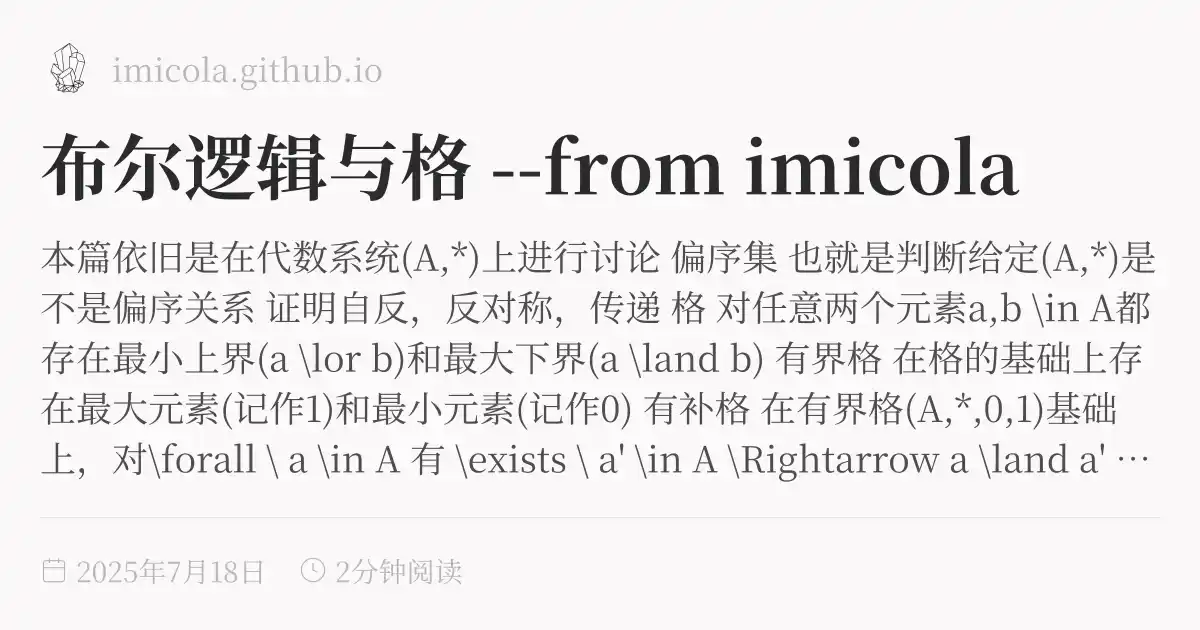 imicola.github.io
布尔逻辑与格 --from imicola
本篇依旧是在代数系统(A,*)上进行讨论 偏序集 也就是判断给定(A,*)是
不是偏序关系 证明自反，反对称，传递 格 对任意两个元素a,b \in A都
存在最小上界(a \lor b)和最大下界(a \land b) 有界格 在格的基础上存
在最大元素(记作1)和最小元素(记作0) 有补格 在有界格(A,*,0,1)基础
上，对\forall \ a \in A 有 \exists \ a' \in A \Rightarrow a \land a' ⋯
2025年7月18日 2分钟阅读